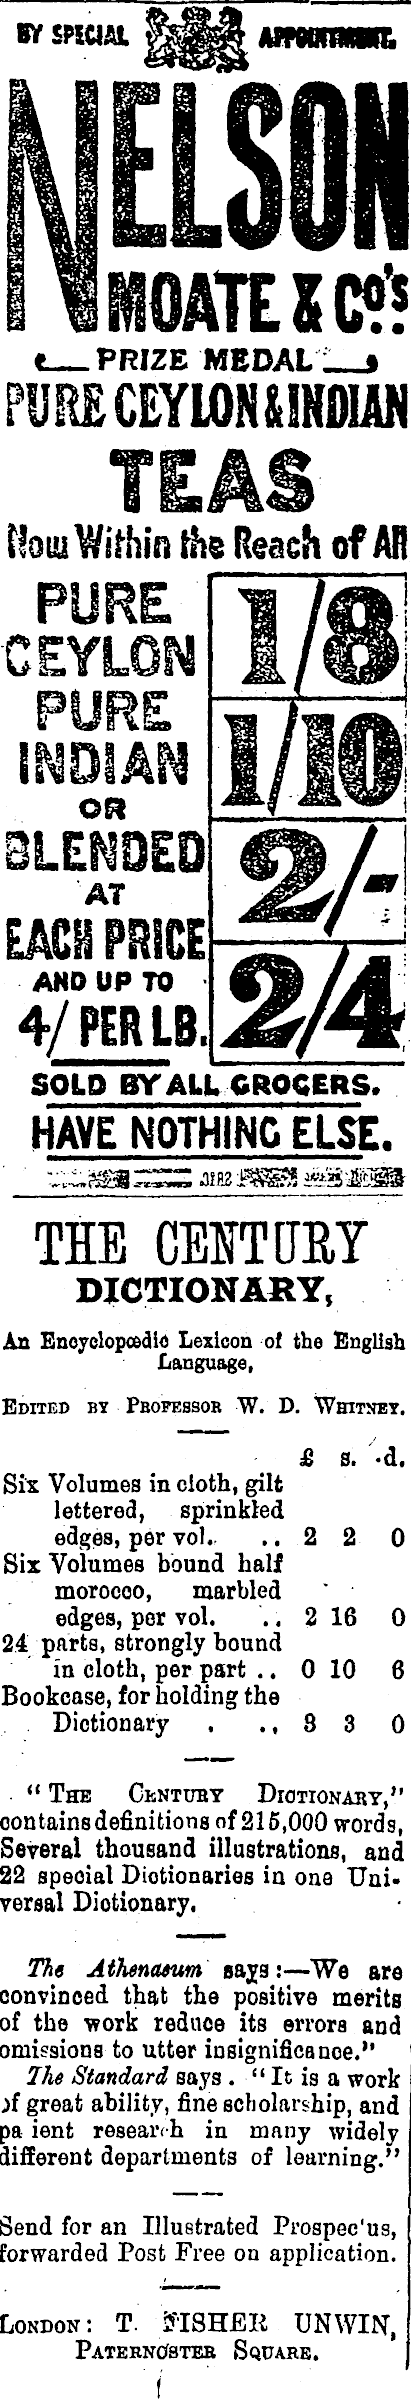 BY SPECIAL APPOINTMENT.
NELSON
MOATE & CO'S.
PRIZE MEDAL
PURE CEYLON & INDIAN
TEAS
Now Within the Reach of All
PURE
CEYLON
PURE
INDIAN
OR
BLENDED
AT
EACH PRICE
AND UP TO
4/ PER LB.
1/8
1/10
2/-
2/4
SOLD BY ALL GROCERS.
HAVE NOTHING ELSE.
THE CENTURY
DICTIONARY,
An Encyclopœdic Lexicon of the English
Language,
EDITED BY PROFESSOR W. D. WHITNEY.
£ s. d.
Six Volumes in cloth, gilt
lettered, sprinkled
edges, per vol. .. 2 2 0
Six Volumes bound half
morocco, marbled
edges, per vol. .. 2 16 0
24 parts, strongly bound
in cloth, per part .. 0 10 6
Bookcase, for holding the
Dictionary . .. 3 3 0
"THE CENTURY DICTIONARY,"
contains definitions of 215,000 words,
Several thousand illustrations, and
22 special Dictionaries in one Uni-
versal Dictionary.
The Athenaeum says:—We are
convinced that the positive merits
of the work reduce its errors and
omissions to utter insignificance."
The Standard says. "It is a work
of great ability, fine scholarship, and
pa ient research in many widely
different departments of learning."
Send for an Illustrated Prospec'us,
forwarded Post Free on application.
LONDON: T. FISHER UNWIN,
PATERNOSTER SQUARE.